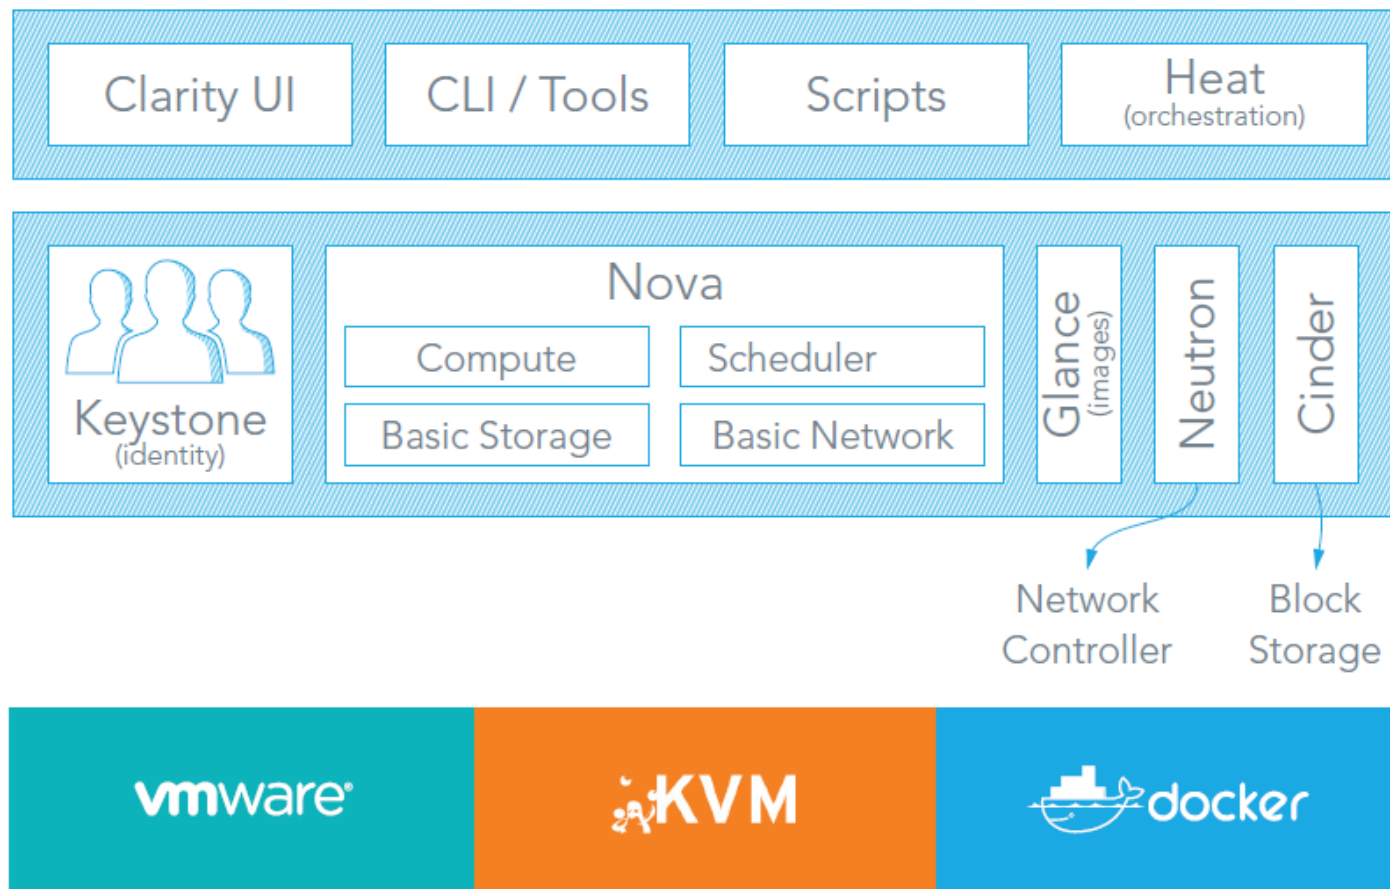 Clarity UI
CLI / Tools
Scripts
Heat
(orchestration)
Keystone
(identity)
Nova
Compute
Scheduler
Basic Storage
Basic Network
Glance
(images)
Neutron
Cinder
Network
Controller
Block
Storage
vmware®
KVM
docker